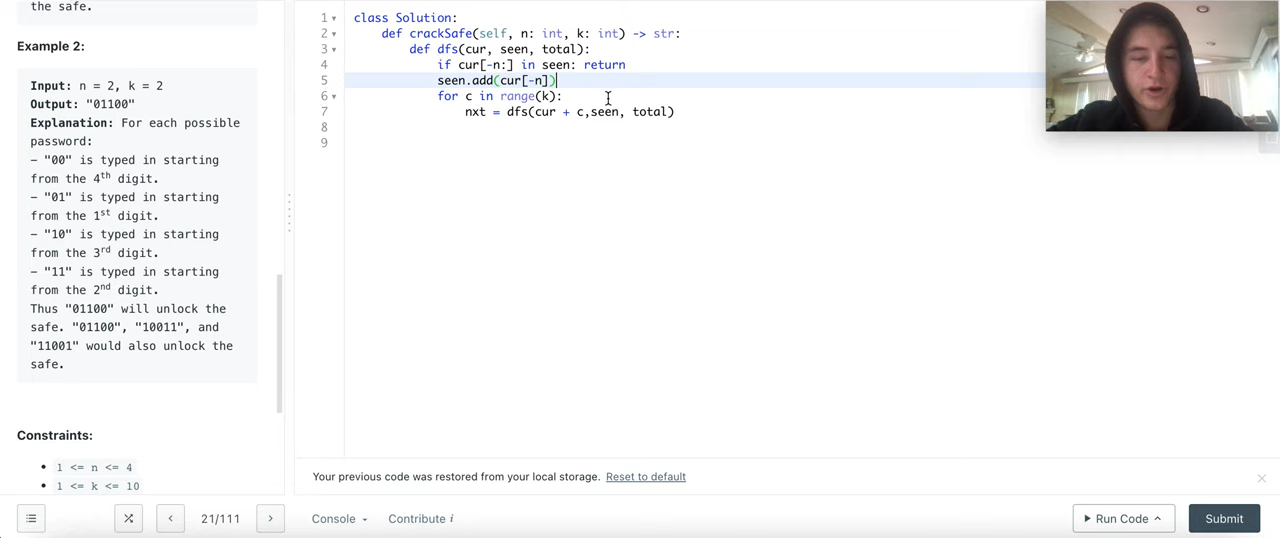 the safe.
Example 2:
Input: n = 2, k = 2
Output: "01100"
Explanation: For each possible
password:
- "00" is typed in starting
from the 4th digit.
- "01" is typed in starting
from the 1st digit.
- "10" is typed in starting
from the 3rd digit.
- "11" is typed in starting
from the 2nd digit.
Thus "01100" will unlock the
safe. "01100", "10011", and
"11001" would also unlock the
safe.
Constraints:
• 1 <= n <= 4
• 1 <= k <= 10
21/111
1 class Solution:
2 def crackSafe(self, n: int, k: int) -> str:
3 def dfs(cur, seen, total):
4 if cur[-n:] in seen: return
5 seen.add(cur[-n])
6 for c in range(k):
7 nxt = dfs(cur + c,seen, total)
8
9
Your previous code was restored from your local storage. Reset to default
Console
Contribute i
Run Code
Submit